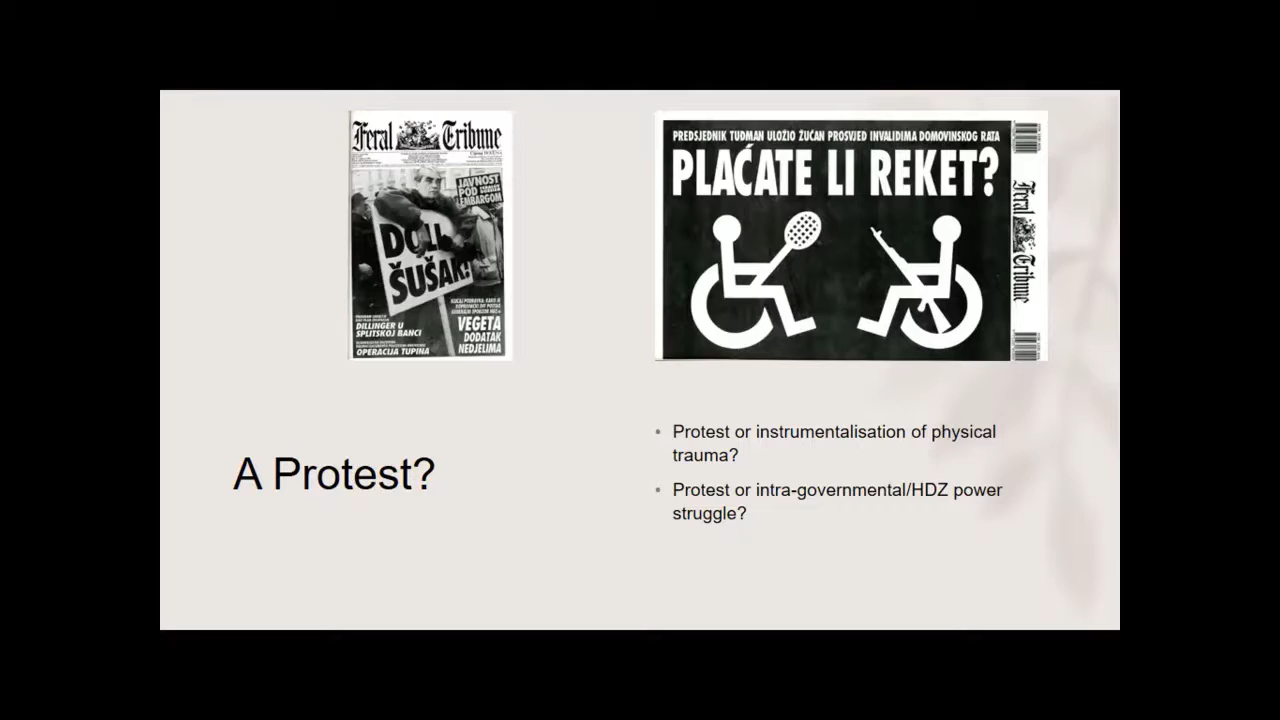 Feral Tribune
JAVNOST
POD
EMBARGOM
DOLJE
ŠUŠAK!
DILLINGER U
SPLITSKOJ BANCI
OPERACIJA TUPINA
VEGETA
DODATAK
NEDJELIMA
PREDSJEDNIK TUĐMAN ULOŽIO ŽUČAN PROSVJED INVALIDIMA DOMOVINSKOG RATA
PLAĆATE LI REKET?
Feral Tribune
A Protest?
• Protest or instrumentalisation of physical
trauma?
• Protest or intra-governmental/HDZ power
struggle?